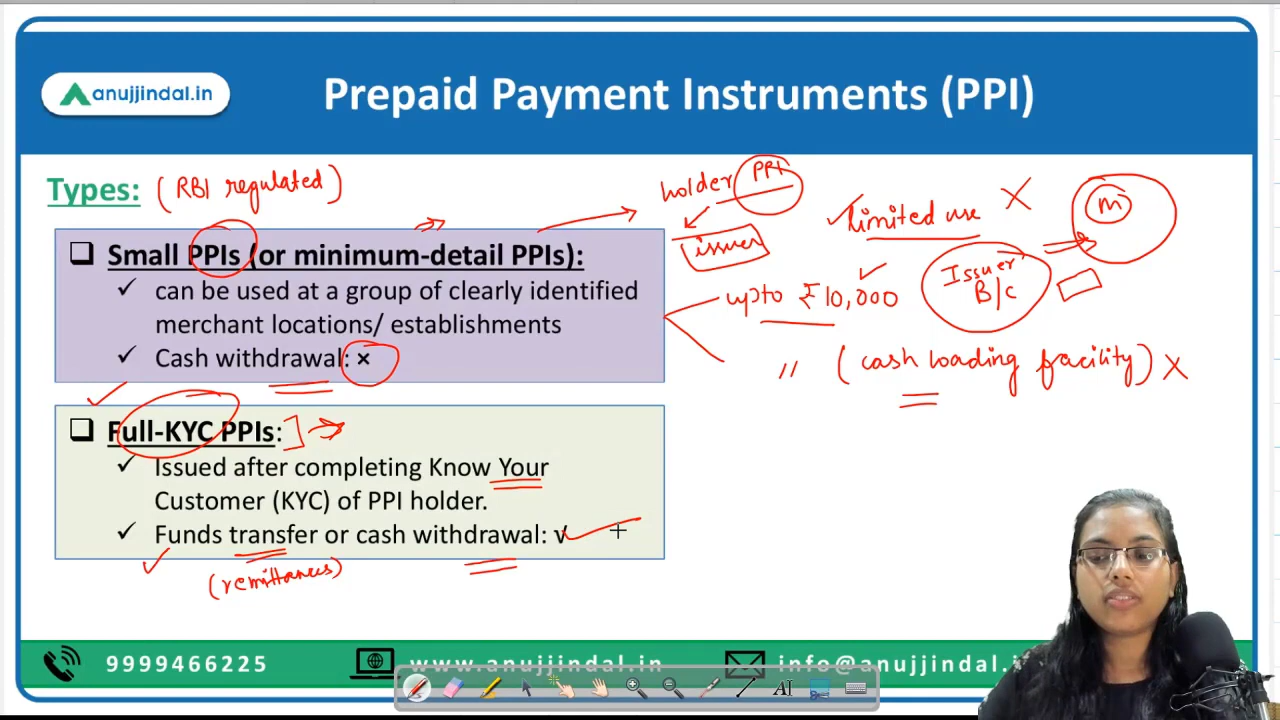 anujjindal.in
Prepaid Payment Instruments (PPI)
Types: (RBI regulated)
holder PPI
issuer
limited use X
m
❑ Small PPIs (or minimum-detail PPIs):
✓ can be used at a group of clearly identified
merchant locations/ establishments
✓ Cash withdrawal: ×
upto ₹10,000
Issuer
B/c
" (cash loading facility) X
❑ Full-KYC PPIs:
✓ Issued after completing Know Your
Customer (KYC) of PPI holder.
✓ Funds transfer or cash withdrawal: √
(remittances)
9999466225
www.anujjindal.in
info@anujjindal.i
AI